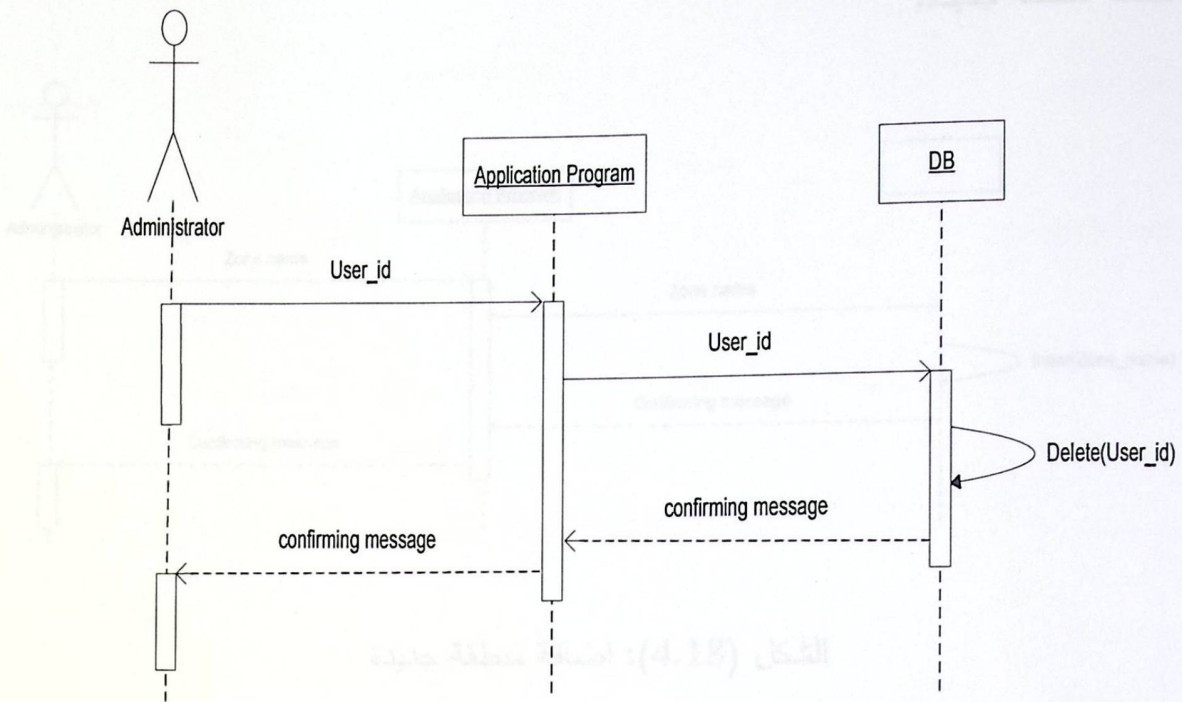 Application Program
DB
Administrator
User_id
User_id
Delete(User_id)
confirming message
confirming message